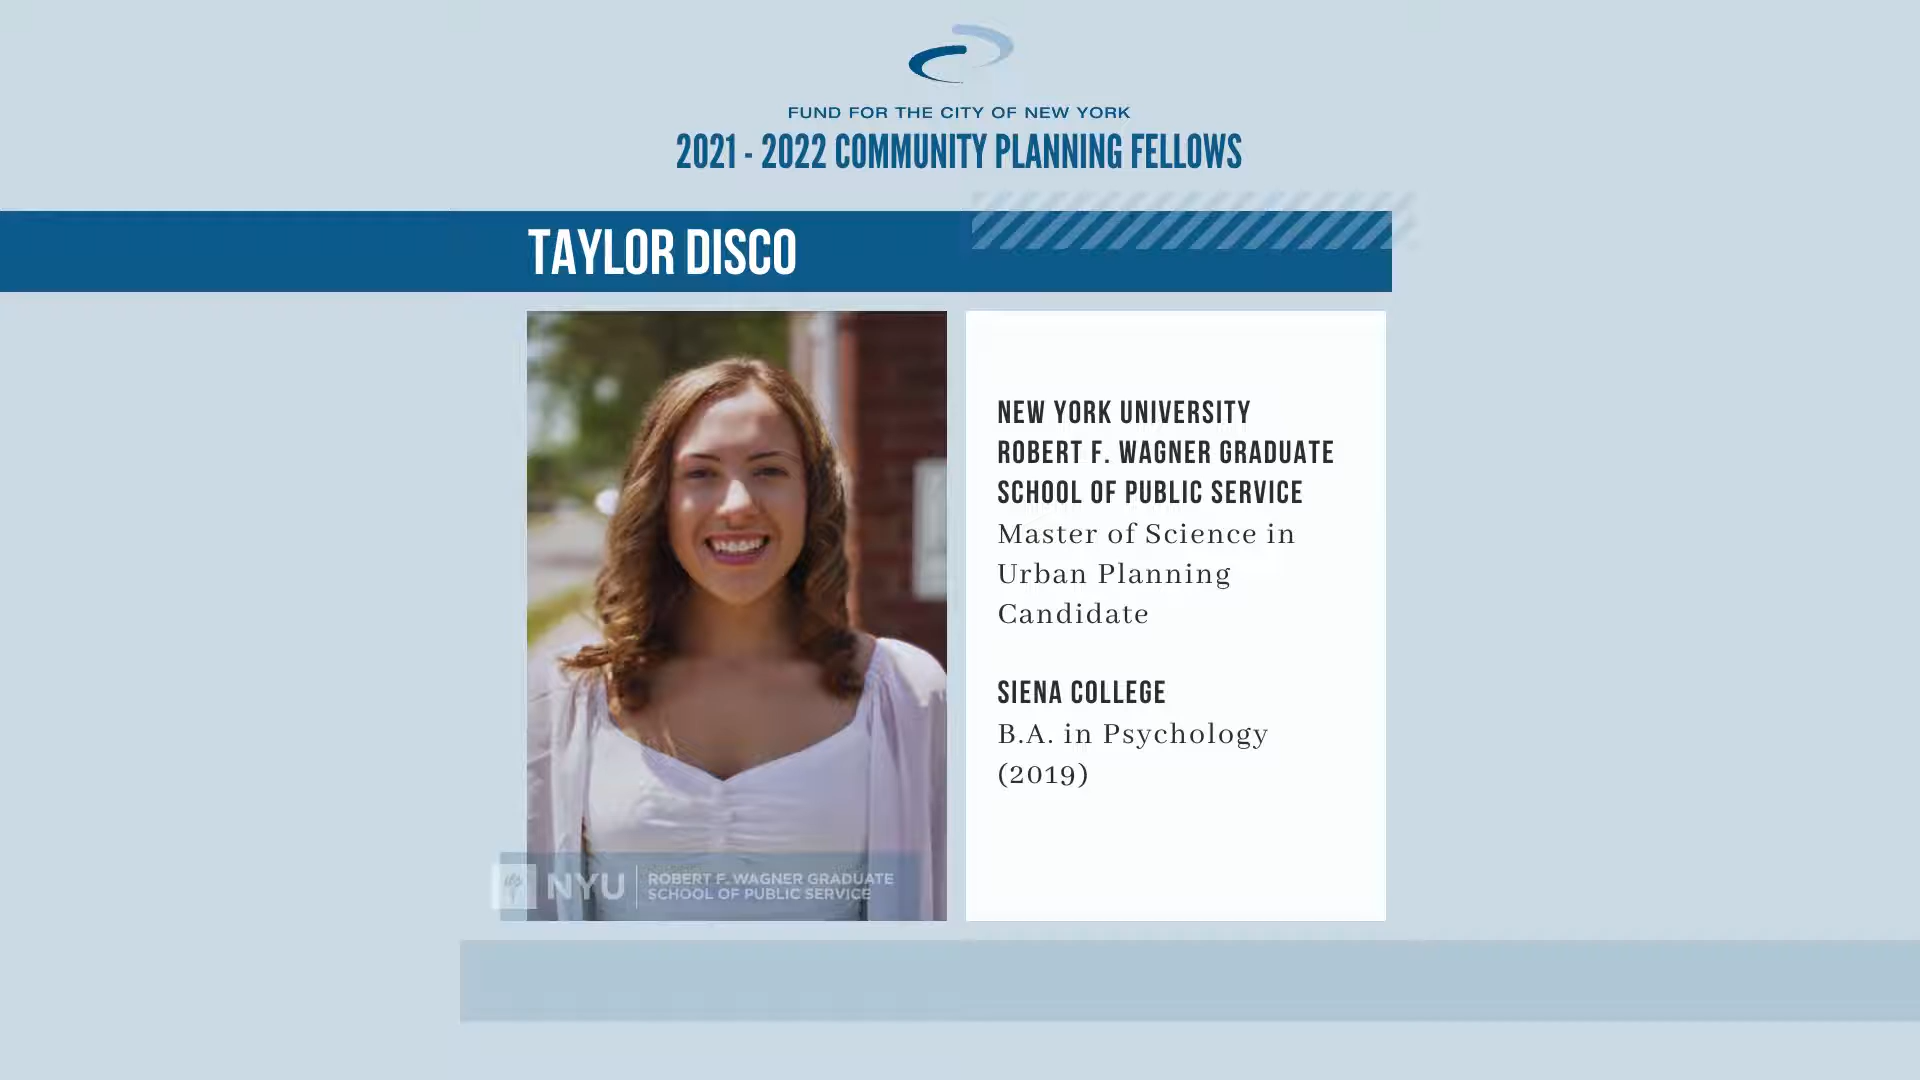 FUND FOR THE CITY OF NEW YORK
2021 - 2022 COMMUNITY PLANNING FELLOWS
TAYLOR DISCO
NEW YORK UNIVERSITY
ROBERT F. WAGNER GRADUATE
SCHOOL OF PUBLIC SERVICE
Master of Science in
Urban Planning
Candidate
SIENA COLLEGE
B.A. in Psychology
(2019)
NYU
ROBERT F. WAGNER GRADUATE
SCHOOL OF PUBLIC SERVICE